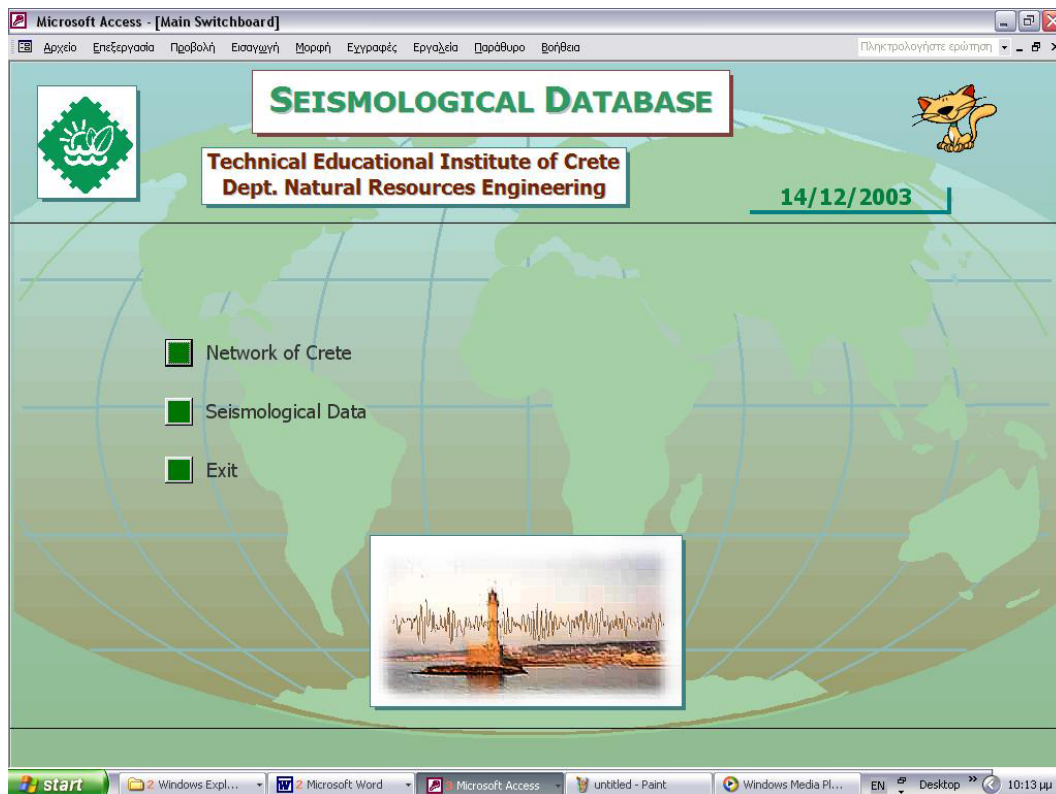 Microsoft Access - [Main Switchboard]
Αρχείο Επεξεργασία Προβολή Εισαγωγή Μορφή Εγγραφές Εργαλεία Παράθυρο Βοήθεια Πληκτρολογήστε ερώτηση
SEISMOLOGICAL DATABASE
Technical Educational Institute of Crete
Dept. Natural Resources Engineering
14/12/2003
Network of Crete
Seismological Data
Exit
start 2 Windows Expl... 2 Microsoft Word 3 Microsoft Access untitled - Paint Windows Media Pl... EN Desktop 10:13 μμ